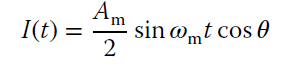 I(t) = \frac{A_m}{2} \sin \omega_m t \cos \theta